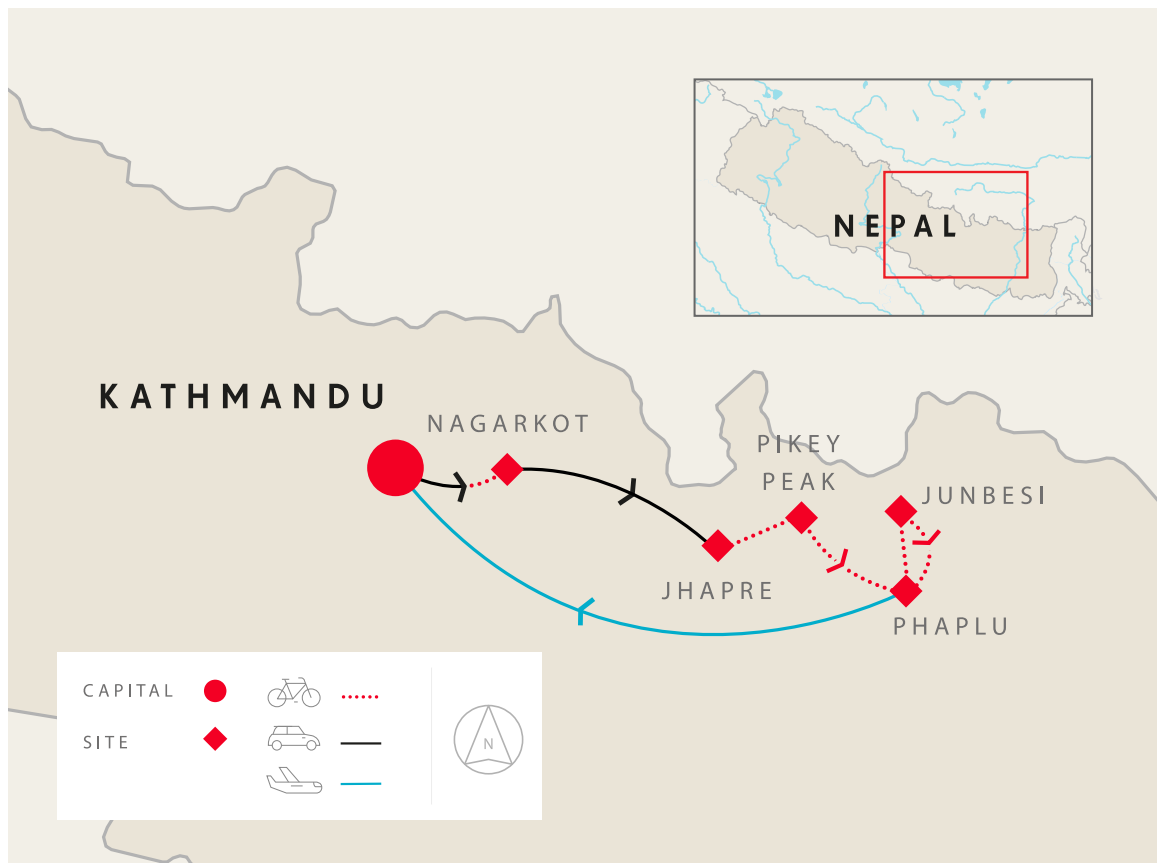 NEPAL
KATHMANDU
NAGARKOT
PIKEY
PEAK
JUNBESI
JHAPRE
PHAPLU
CAPITAL
SITE
N